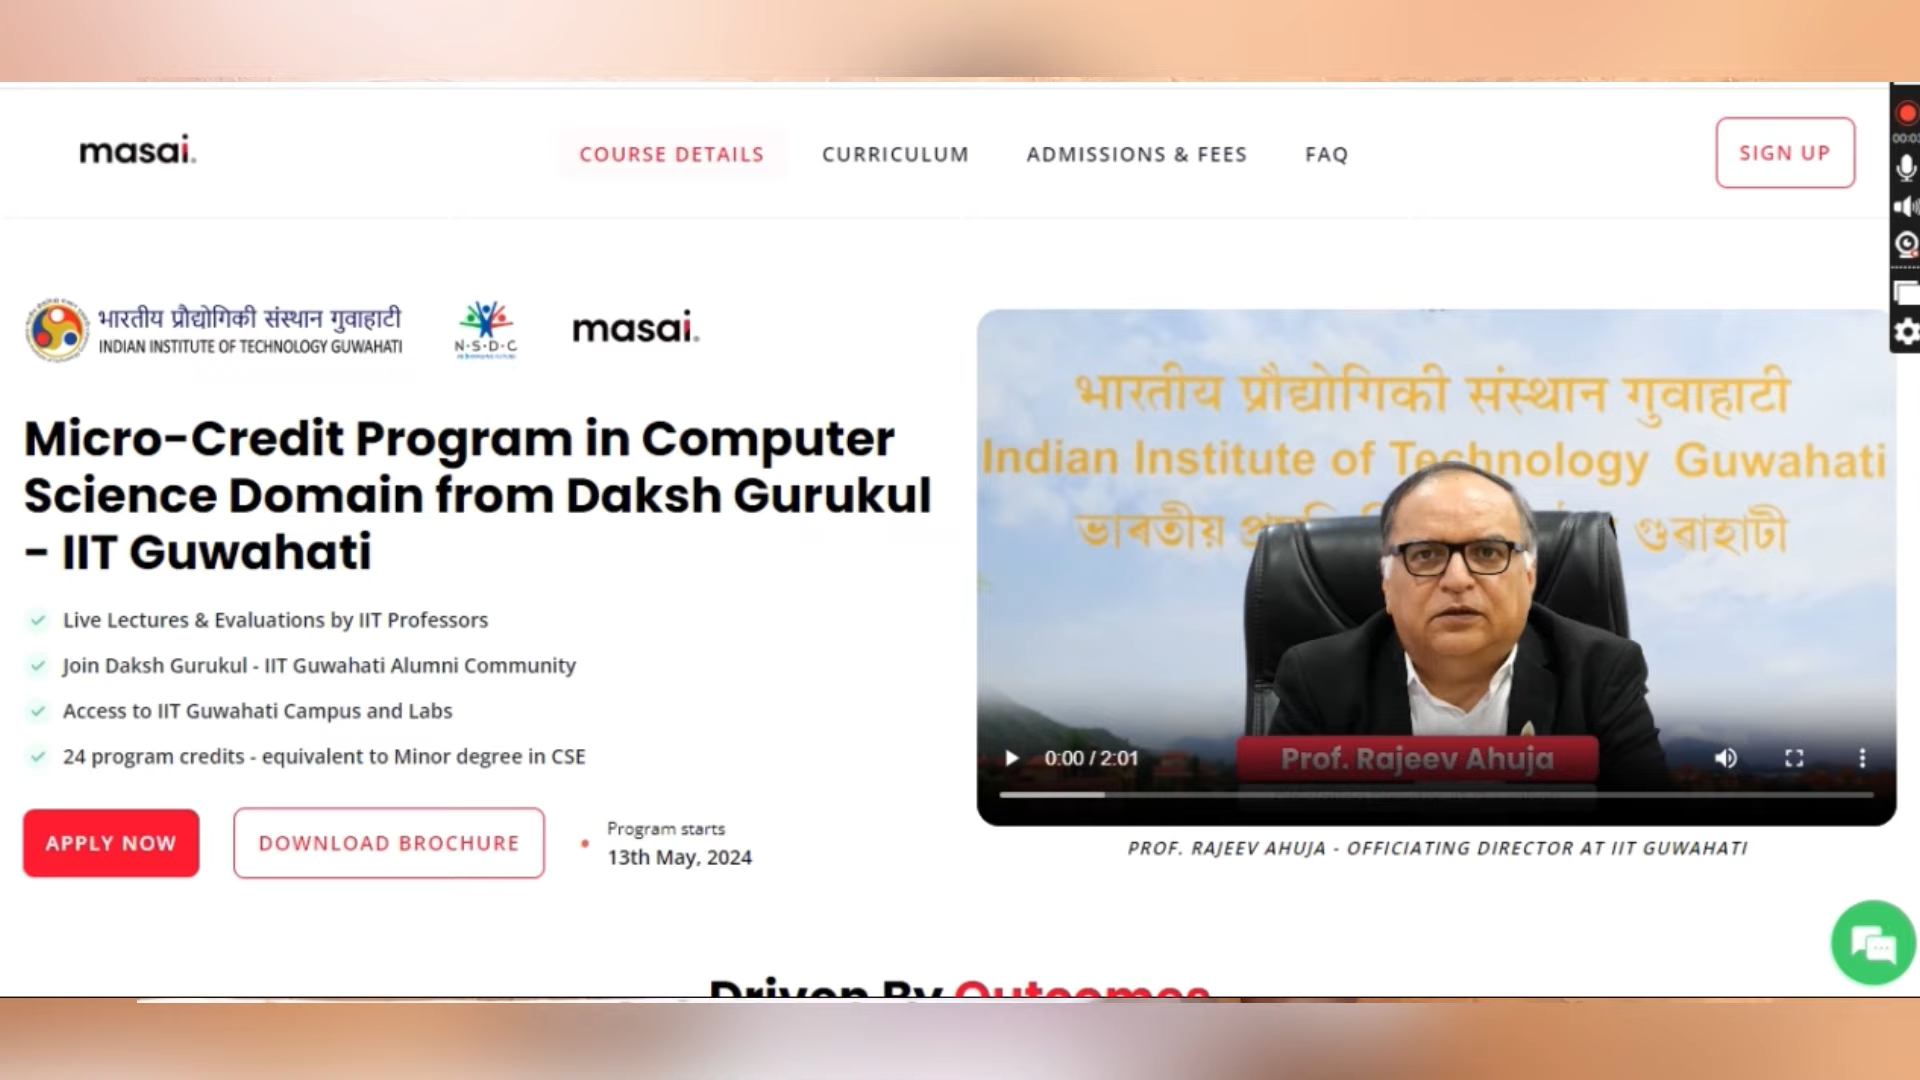 masai.
COURSE DETAILS
CURRICULUM
ADMISSIONS & FEES
FAQ
SIGN UP
भारतीय प्रौद्योगिकी संस्थान गुवाहाटी
INDIAN INSTITUTE OF TECHNOLOGY GUWAHATI
N·S·D·C
masai.
Micro-Credit Program in Computer
Science Domain from Daksh Gurukul
- IIT Guwahati
Live Lectures & Evaluations by IIT Professors
Join Daksh Gurukul - IIT Guwahati Alumni Community
Access to IIT Guwahati Campus and Labs
24 program credits - equivalent to Minor degree in CSE
APPLY NOW
DOWNLOAD BROCHURE
Program starts
13th May, 2024
भारतीय प्रौद्योगिकी संस्थान गुवाहाटी
Indian Institute of Technology Guwahati
ভাৰতীয় গুৱাহাটী
0:00 / 2:01
Prof. Rajeev Ahuja
PROF. RAJEEV AHUJA - OFFICIATING DIRECTOR AT IIT GUWAHATI
Driven By Outcomes